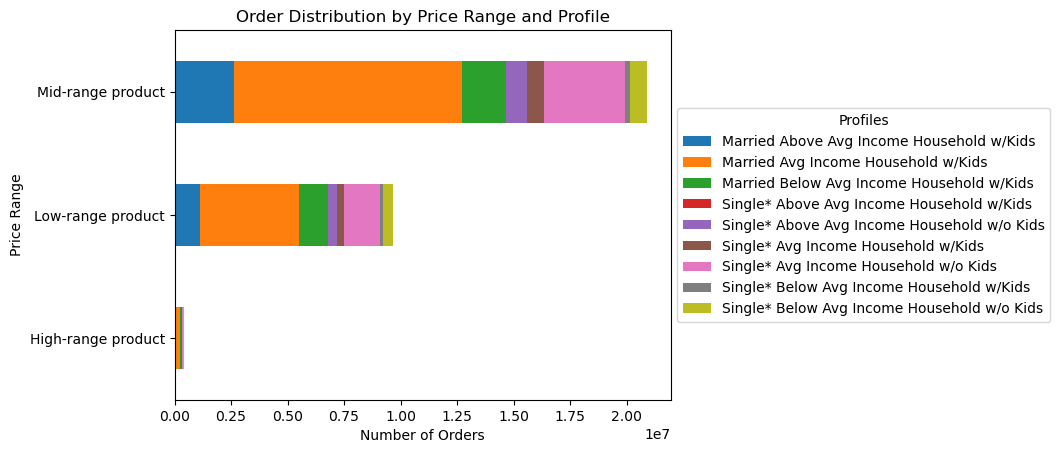 Order Distribution by Price Range and Profile
Price Range
Mid-range product
Low-range product
High-range product
0.00 0.25 0.50 0.75 1.00 1.25 1.50 1.75 2.00
1e7
Number of Orders
Profiles
Married Above Avg Income Household w/Kids
Married Avg Income Household w/Kids
Married Below Avg Income Household w/Kids
Single* Above Avg Income Household w/Kids
Single* Above Avg Income Household w/o Kids
Single* Avg Income Household w/Kids
Single* Avg Income Household w/o Kids
Single* Below Avg Income Household w/Kids
Single* Below Avg Income Household w/o Kids